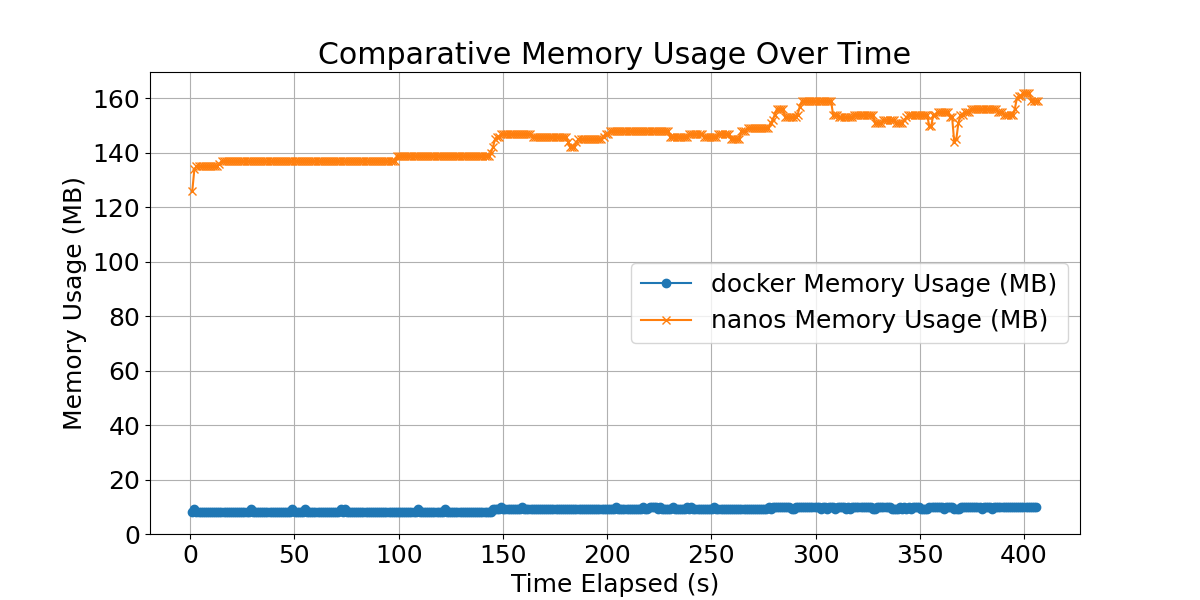 Comparative Memory Usage Over Time
Memory Usage (MB)
160
140
120
100
80
60
40
20
0
docker Memory Usage (MB)
nanos Memory Usage (MB)
0 50 100 150 200 250 300 350 400
Time Elapsed (s)